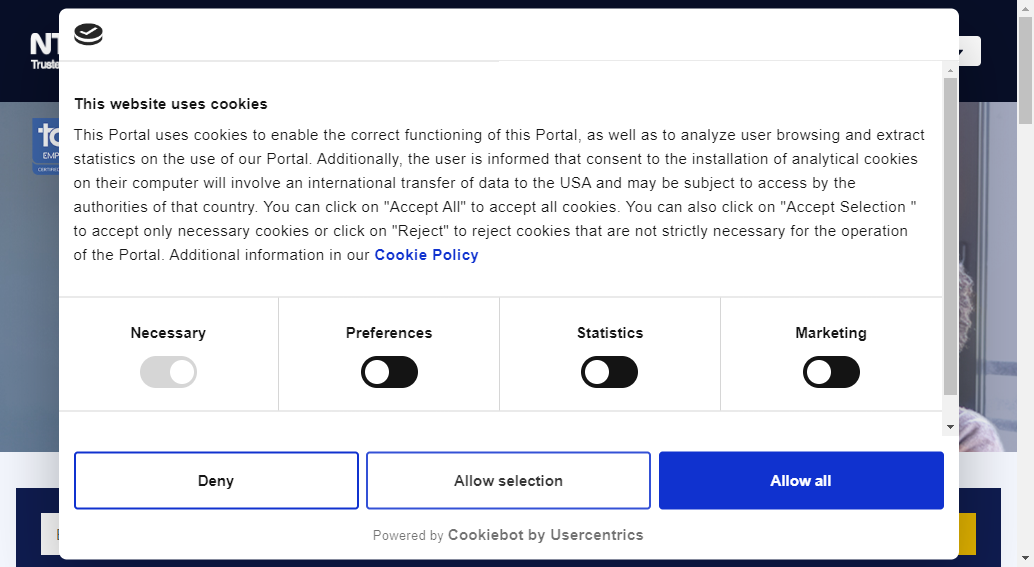 NT
Truste
EMP
CERTIFIED
This website uses cookies
This Portal uses cookies to enable the correct functioning of this Portal, as well as to analyze user browsing and extract
statistics on the use of our Portal. Additionally, the user is informed that consent to the installation of analytical cookies
on their computer will involve an international transfer of data to the USA and may be subject to access by the
authorities of that country. You can click on "Accept All" to accept all cookies. You can also click on "Accept Selection "
to accept only necessary cookies or click on "Reject" to reject cookies that are not strictly necessary for the operation
of the Portal. Additional information in our Cookie Policy
Necessary Preferences Statistics Marketing
Deny Allow selection Allow all
Powered by Cookiebot by Usercentrics